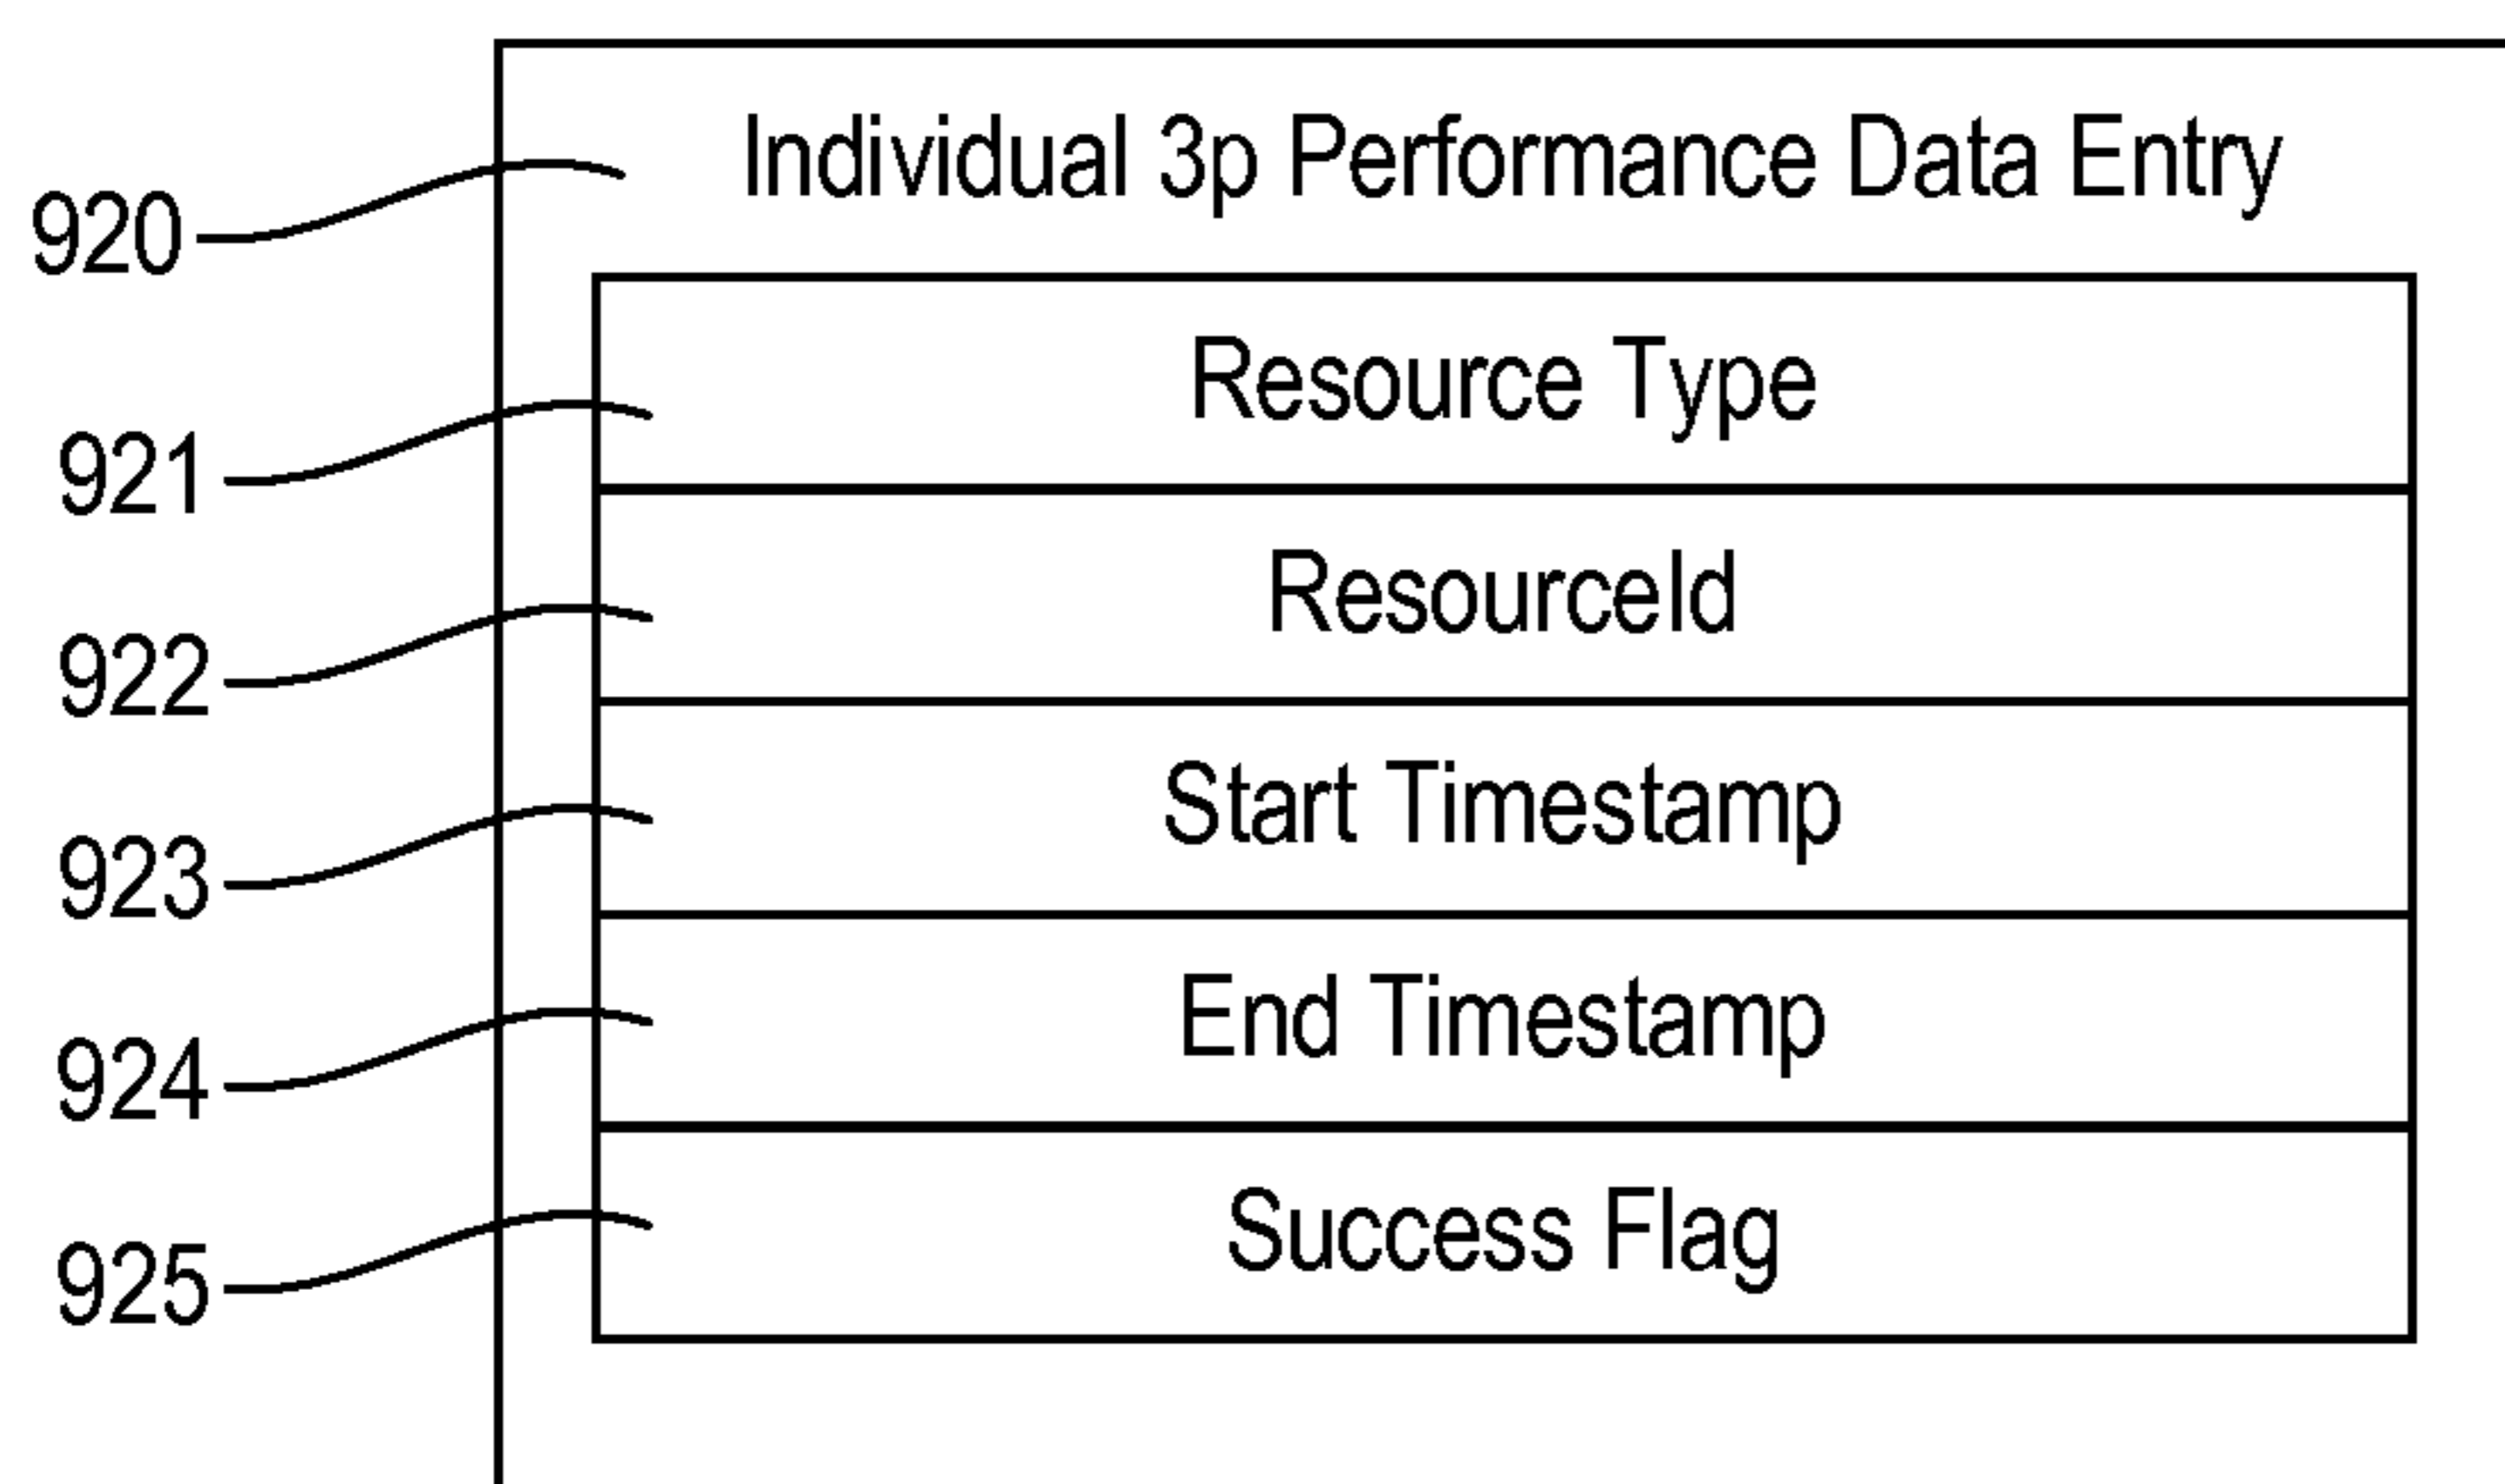 Individual 3p Performance Data Entry
920
Resource Type
921
ResourceId
922
Start Timestamp
923
End Timestamp
924
Success Flag
925